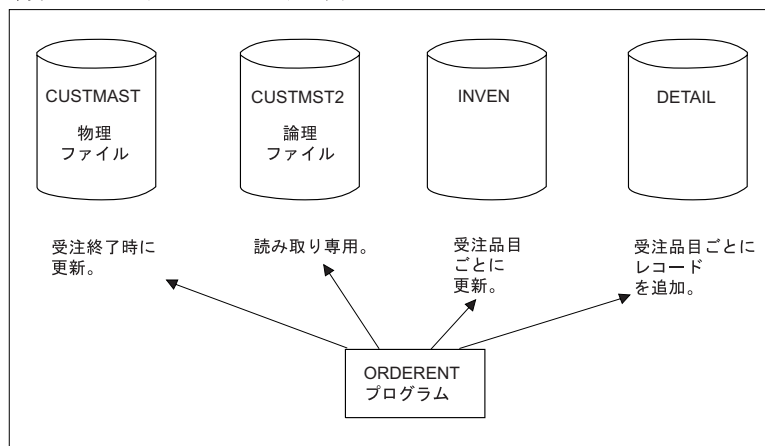 CUSTMAST
物理
ファイル
CUSTMST2
論理
ファイル
INVEN
DETAIL
受注終了時に
更新。
読み取り専用。
受注品目
ごとに
更新。
受注品目ごとに
レコード
を追加。
ORDERENT
プログラム